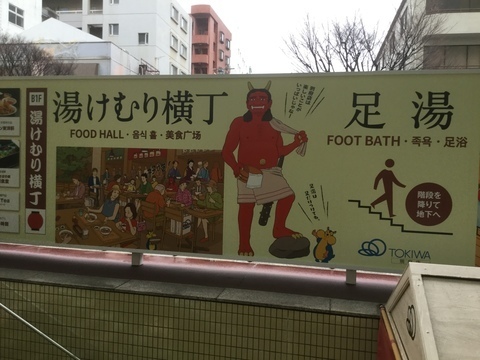 B1F
湯けむり横丁
湯けむり横丁
FOOD HALL・음식 홀・美食广场
足湯
FOOT BATH・족욕・足浴
階段を
降りて
地下へ
TOKIWA